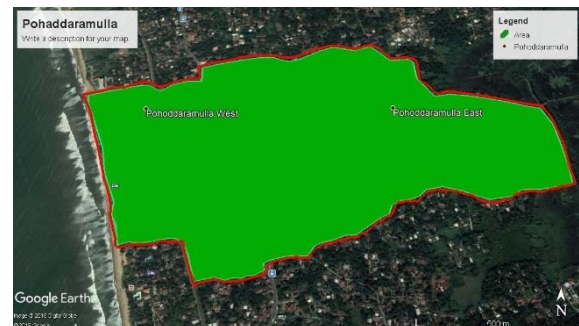 Pohaddaramulla
Write a description for your map.
Legend
Area
Pohoddaramulla
Pohoddaramulla West
Pohoddaramulla East
Google Earth
N